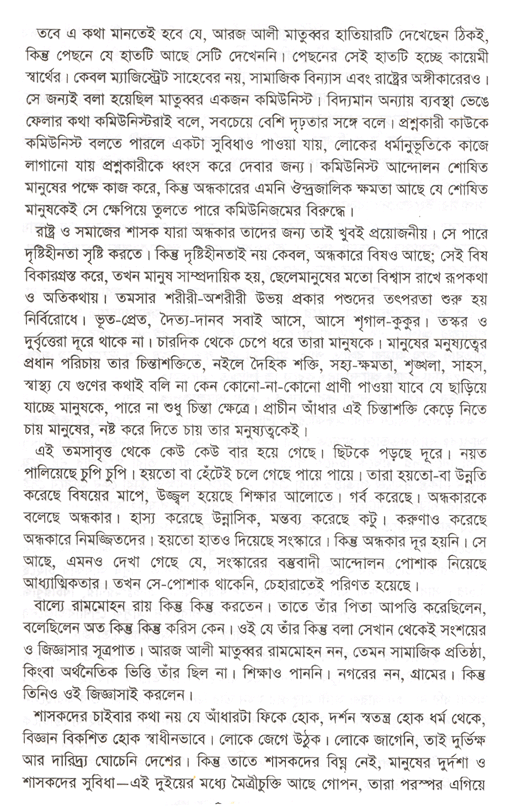 তবে এ কথা মানতেই হবে যে, আরজ আলী মাতুব্বর হাতিয়ারটি দেখেছেন ঠিকই,
কিন্তু পেছনে যে হাতটি আছে সেটি দেখেননি। পেছনের সেই হাতটি হচ্ছে কায়েমী
স্বার্থের। কেবল ম্যাজিস্ট্রেট সাহেবের নয়, সামাজিক বিন্যাস এবং রাষ্ট্রের অঙ্গীকারেরও।
সে জন্যই বলা হয়েছিল মাতুব্বর একজন কমিউনিস্ট। বিদ্যমান অন্যায় ব্যবস্থা ভেঙে
ফেলার কথা কমিউনিস্টরাই বলে, সবচেয়ে বেশি দৃঢ়তার সঙ্গে বলে। প্রশ্নকারী কাউকে
কমিউনিস্ট বলতে পারলে একটা সুবিধাও পাওয়া যায়, লোকের ধর্মানুভূতিকে কাজে
লাগানো যায় প্রশ্নকারীকে ধ্বংস করে দেবার জন্য। কমিউনিস্ট আন্দোলন শোষিত
মানুষের পক্ষে কাজ করে, কিন্তু অন্ধকারের এমনি ঔন্দ্রজালিক ক্ষমতা আছে যে শোষিত
মানুষকেই সে ক্ষেপিয়ে তুলতে পারে কমিউনিজমের বিরুদ্ধে।
রাষ্ট্র ও সমাজের শাসক যারা অন্ধকার তাদের জন্য তাই খুবই প্রয়োজনীয়। সে পারে
দৃষ্টিহীনতা সৃষ্টি করতে। কিন্তু দৃষ্টিহীনতাই নয় কেবল, অন্ধকারে বিষও আছে; সেই বিষ
বিকারগ্রস্ত করে, তখন মানুষ সাম্প্রদায়িক হয়, ছেলেমানুষের মতো বিশ্বাস রাখে রূপকথা
ও অতিকথায়। তমসার শরীরী-অশরীরী উভয় প্রকার পশুদের তৎপরতা শুরু হয়
নির্বিরোধে। ভূত-প্রেত, দৈত্য-দানব সবাই আসে, আসে শৃগাল-কুকুর। তস্কর ও
দুর্বৃত্তেরা দূরে থাকে না। চারদিক থেকে চেপে ধরে তারা মানুষকে। মানুষের মনুষ্যত্বের
প্রধান পরিচায় তার চিন্তাশক্তিতে, নইলে দৈহিক শক্তি, সহ্য-ক্ষমতা, শৃঙ্খলা, সাহস,
স্বাস্থ্য যে গুণের কথাই বলি না কেন কোনো-না-কোনো প্রাণী পাওয়া যাবে যে ছাড়িয়ে
যাচ্ছে মানুষকে, পারে না শুধু চিন্তা ক্ষেত্রে। প্রাচীন আঁধার এই চিন্তাশক্তি কেড়ে নিতে
চায় মানুষের, নষ্ট করে দিতে চায় তার মনুষ্যত্বকেই।
এই তমসাবৃত্ত থেকে কেউ কেউ বার হয়ে গেছে। ছিটকে পড়ছে দূরে। নয়ত
পালিয়েছে চুপি চুপি। হয়তো বা হেঁটেই চলে গেছে পায়ে পায়ে। তারা হয়তো-বা উন্নতি
করেছে বিষয়ের মাপে, উজ্জ্বল হয়েছে শিক্ষার আলোতে। গর্ব করেছে। অন্ধকারকে
বলেছে অন্ধকার। হাস্য করেছে উন্নাসিক, মন্তব্য করেছে কটু। করুণাও করেছে
অন্ধকারে নিমজ্জিতদের। হয়তো হাতও দিয়েছে সংস্কারে। কিন্তু অন্ধকার দূর হয়নি। সে
আছে, এমনও দেখা গেছে যে, সংস্কারের বস্তুবাদী আন্দোলন পোশাক নিয়েছে
আধ্যাত্মিকতার। তখন সে-পোশাক থাকেনি, চেহারাতেই পরিণত হয়েছে।
বাল্যে রামমোহন রায় কিন্তু কিন্তু করতেন। তাতে তাঁর পিতা আপত্তি করেছিলেন,
বলেছিলেন অত কিন্তু কিন্তু করিস কেন। ওই যে তাঁর কিন্তু বলা সেখান থেকেই সংশয়ের
ও জিজ্ঞাসার সূত্রপাত। আরজ আলী মাতুব্বর রামমোহন নন, তেমন সামাজিক প্রতিষ্ঠা,
কিংবা অর্থনৈতিক ভিত্তি তাঁর ছিল না। শিক্ষাও পাননি। নগরের নন, গ্রামের। কিন্তু
তিনিও ওই জিজ্ঞাসাই করলেন।
শাসকদের চাইবার কথা নয় যে আঁধারটা ফিকে হোক, দর্শন স্বতন্ত্র হোক ধর্ম থেকে,
বিজ্ঞান বিকশিত হোক স্বাধীনভাবে। লোকে জেগে উঠুক। লোকে জাগেনি, তাই দুর্ভিক্ষ
আর দারিদ্র্য ঘোচেনি দেশের। কিন্তু তাতে শাসকদের বিঘ্ন নেই, মানুষের দুর্দশা ও
শাসকদের সুবিধা—এই দুইয়ের মধ্যে মৈত্রীচুক্তি আছে গোপন, তারা পরস্পর এগিয়ে